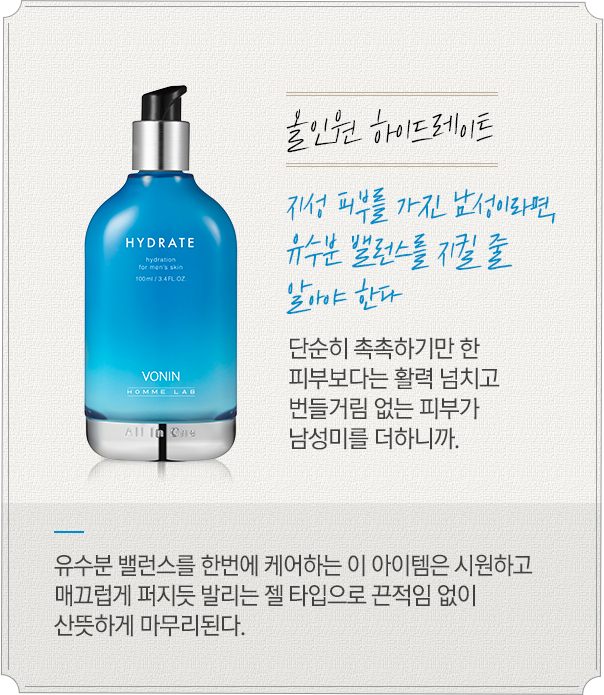 올인원 하이드레이트
지성 피부를 가진 남성이라면,
유수분 밸런스를 지킬 줄
알아야 한다
단순히 촉촉하기만 한
피부보다는 활력 넘치고
번들거림 없는 피부가
남성미를 더하니까.
HYDRATE
hydration
for men's skin
100ml / 3.4 FL.OZ.
VONIN
HOMME LAB
All In One
유수분 밸런스를 한번에 케어하는 이 아이템은 시원하고
매끄럽게 퍼지듯 발리는 젤 타입으로 끈적임 없이
산뜻하게 마무리된다.